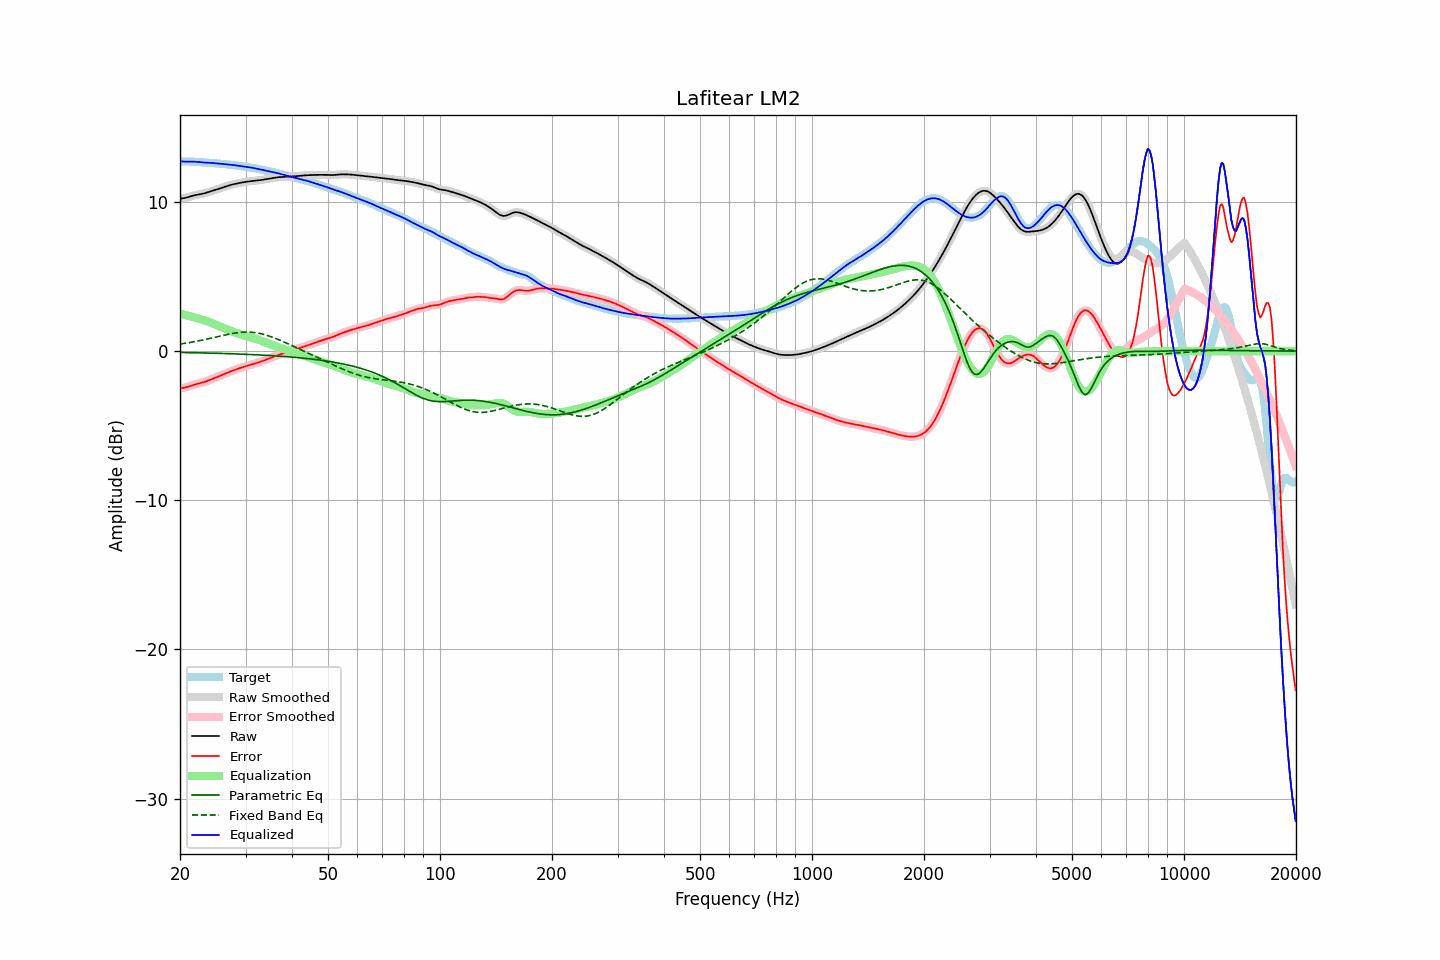 Lafitear LM2
Amplitude (dBr)
10
0
−10
−20
−30
Target
Raw Smoothed
Error Smoothed
Raw
Error
Equalization
Parametric Eq
Fixed Band Eq
Equalized
20 50 100 200 500 1000 2000 5000 10000 20000
Frequency (Hz)